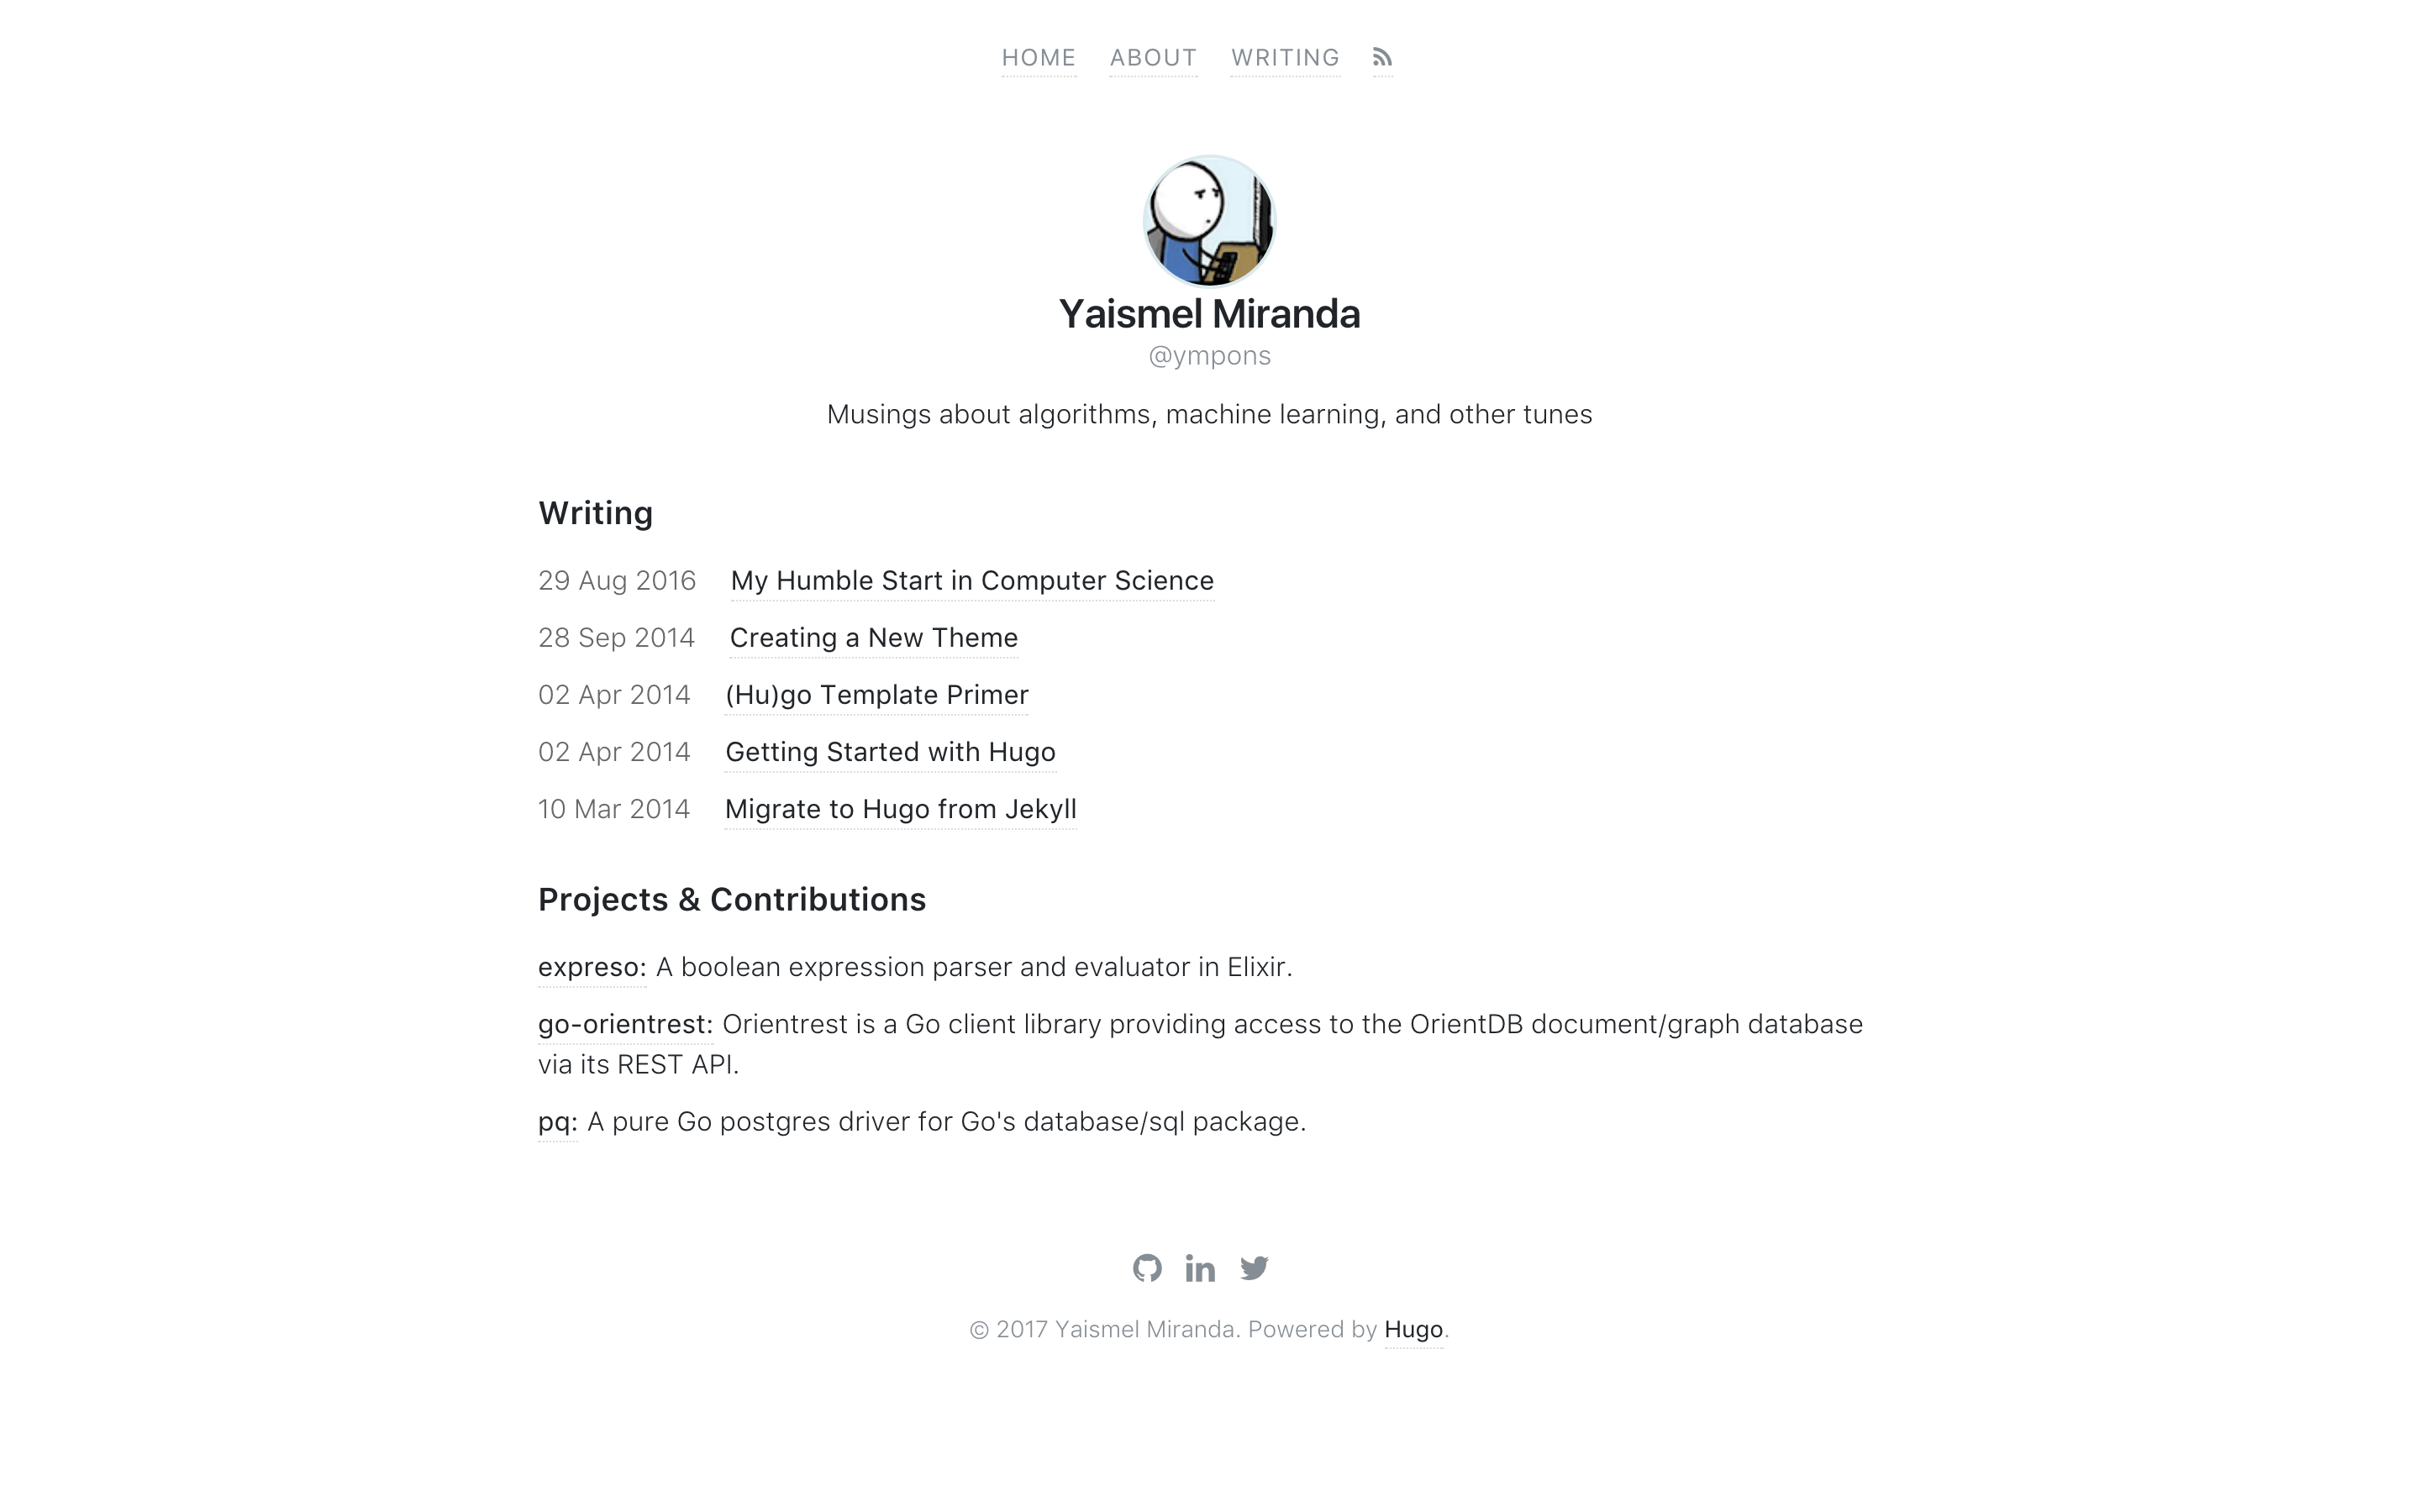 HOME ABOUT WRITING
Yaismel Miranda
@ympons
Musings about algorithms, machine learning, and other tunes
Writing
29 Aug 2016 My Humble Start in Computer Science
28 Sep 2014 Creating a New Theme
02 Apr 2014 (Hu)go Template Primer
02 Apr 2014 Getting Started with Hugo
10 Mar 2014 Migrate to Hugo from Jekyll
Projects & Contributions
expreso: A boolean expression parser and evaluator in Elixir.
go-orientrest: Orientrest is a Go client library providing access to the OrientDB document/graph database
via its REST API.
pq: A pure Go postgres driver for Go's database/sql package.
in
© 2017 Yaismel Miranda. Powered by Hugo.